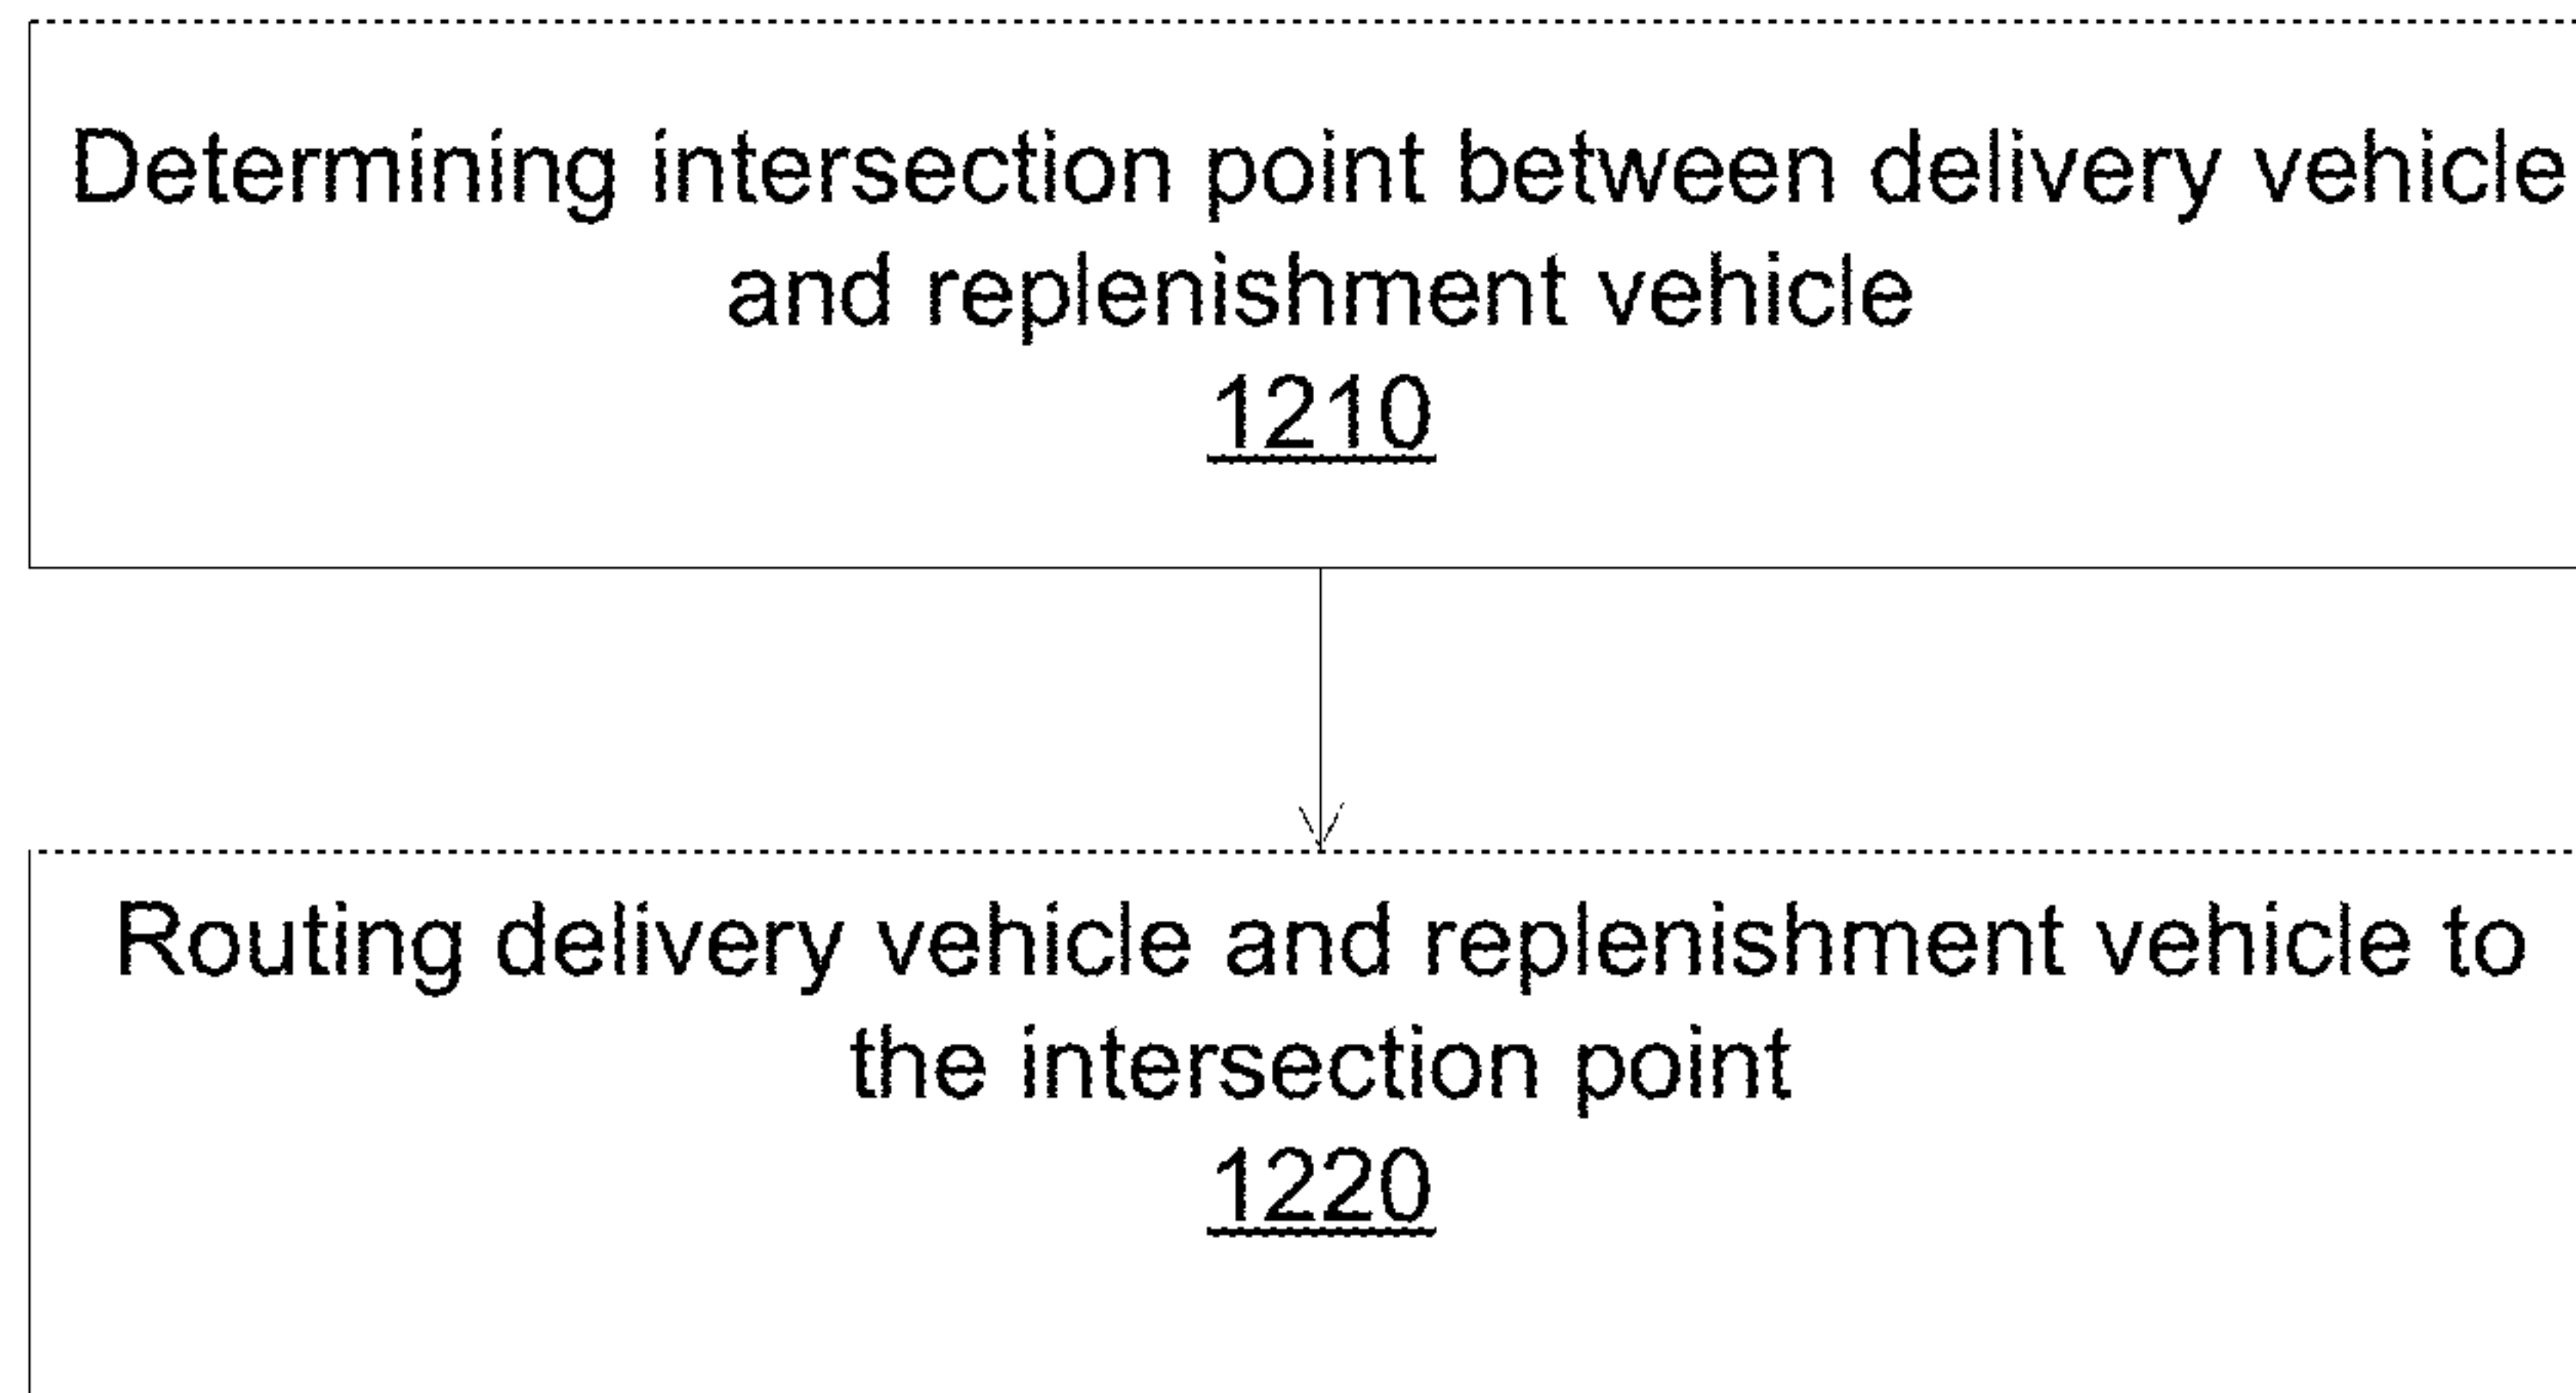 Determining intersection point between delivery vehicle
and replenishment vehicle
1210
Routing delivery vehicle and replenishment vehicle to
the intersection point
1220